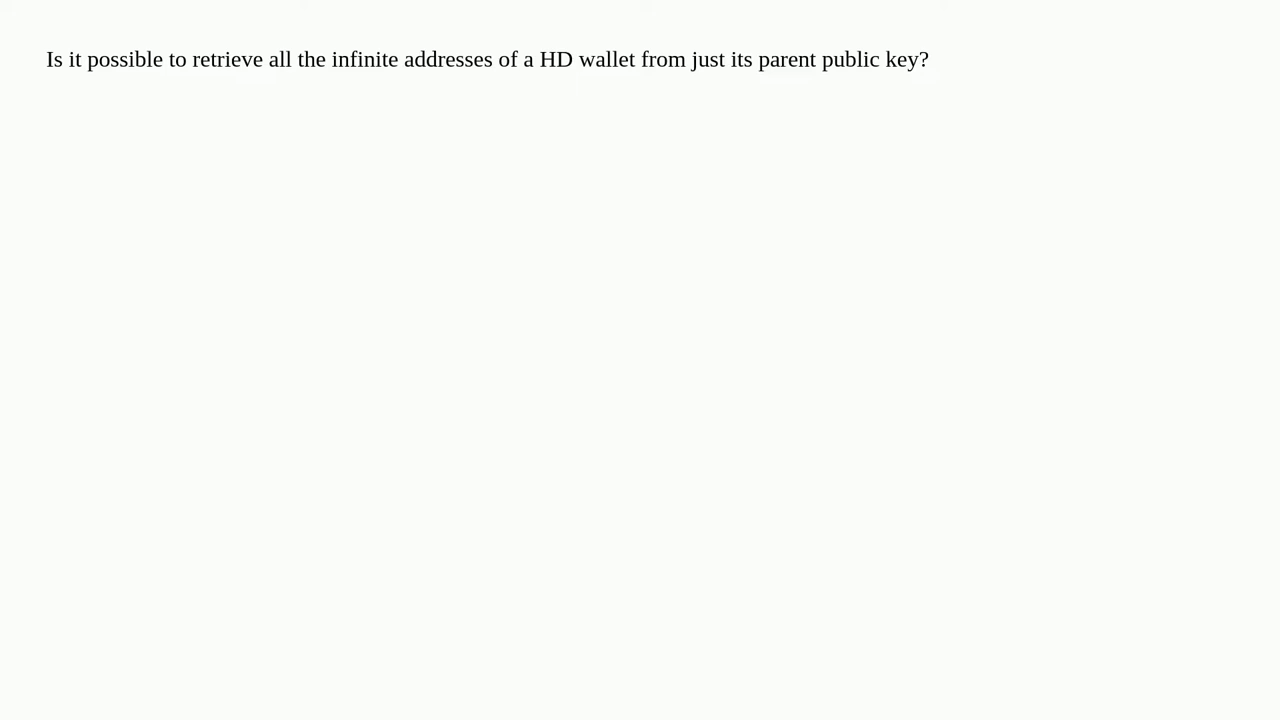 Is it possible to retrieve all the infinite addresses of a HD wallet from just its parent public key?